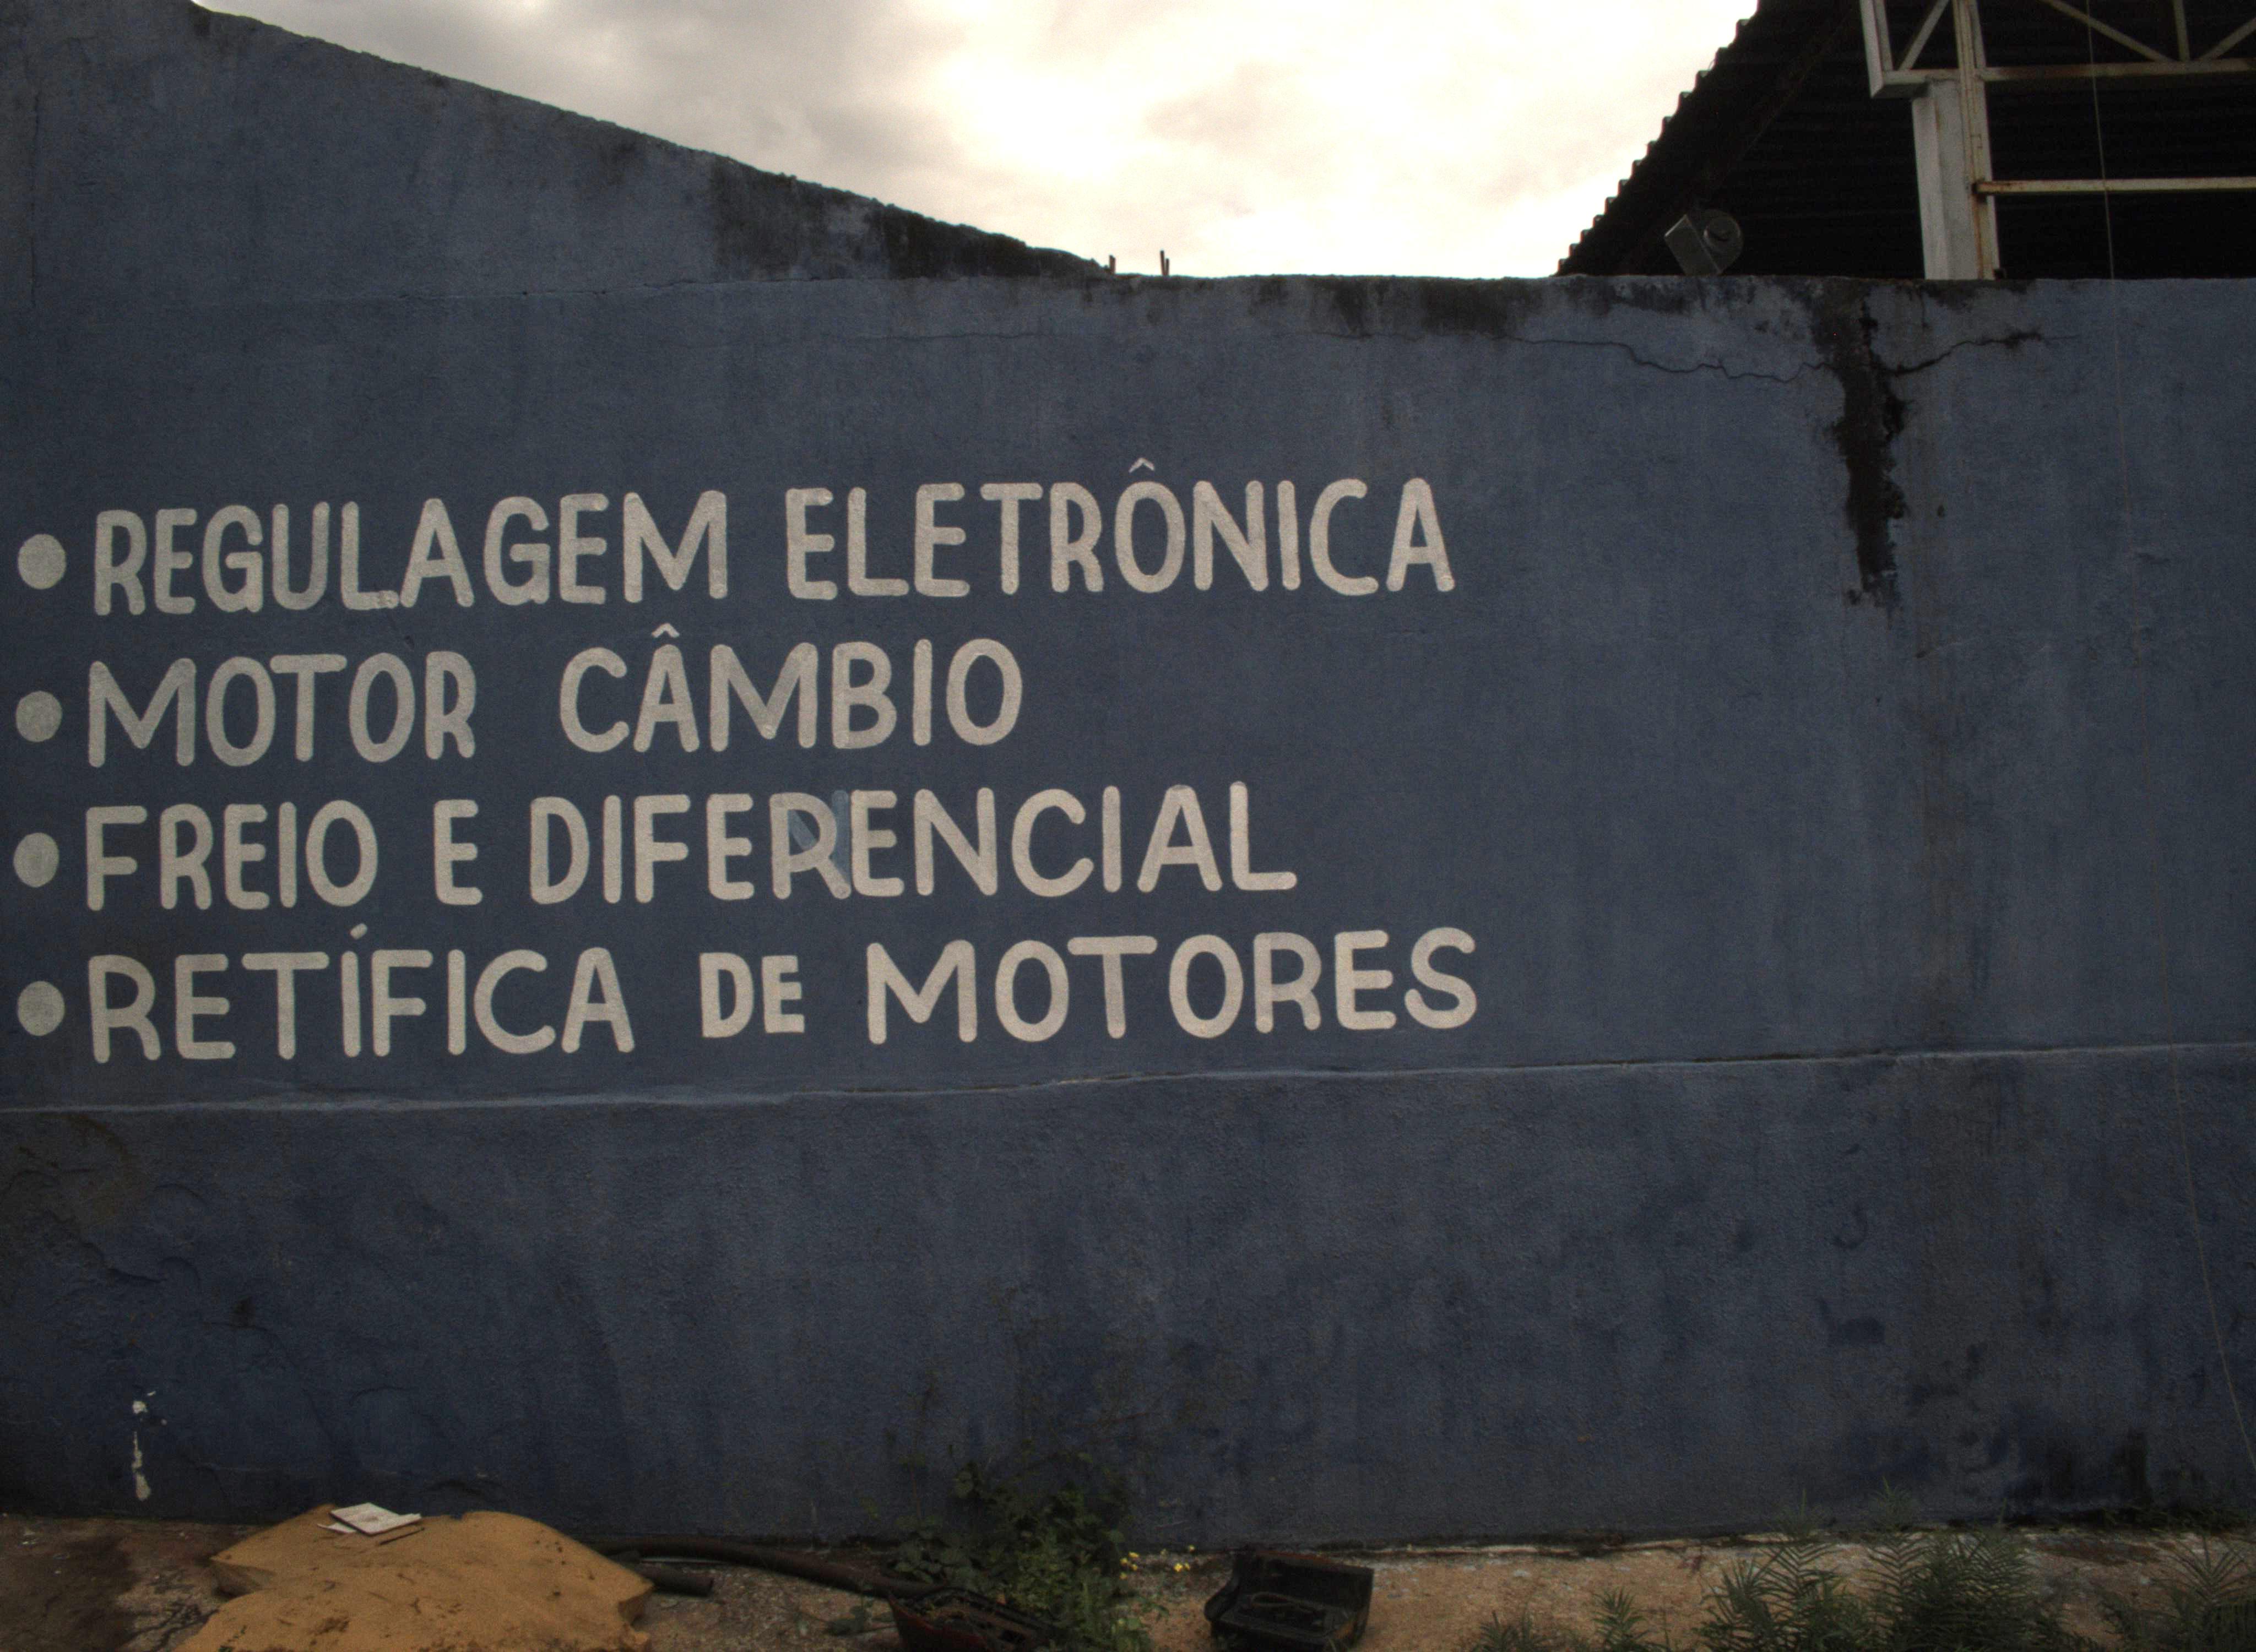 • REGULAGEM ELETRÔNICA
• MOTOR CÂMBIO
• FREIO E DIFERENCIAL
• RETÍFICA DE MOTORES